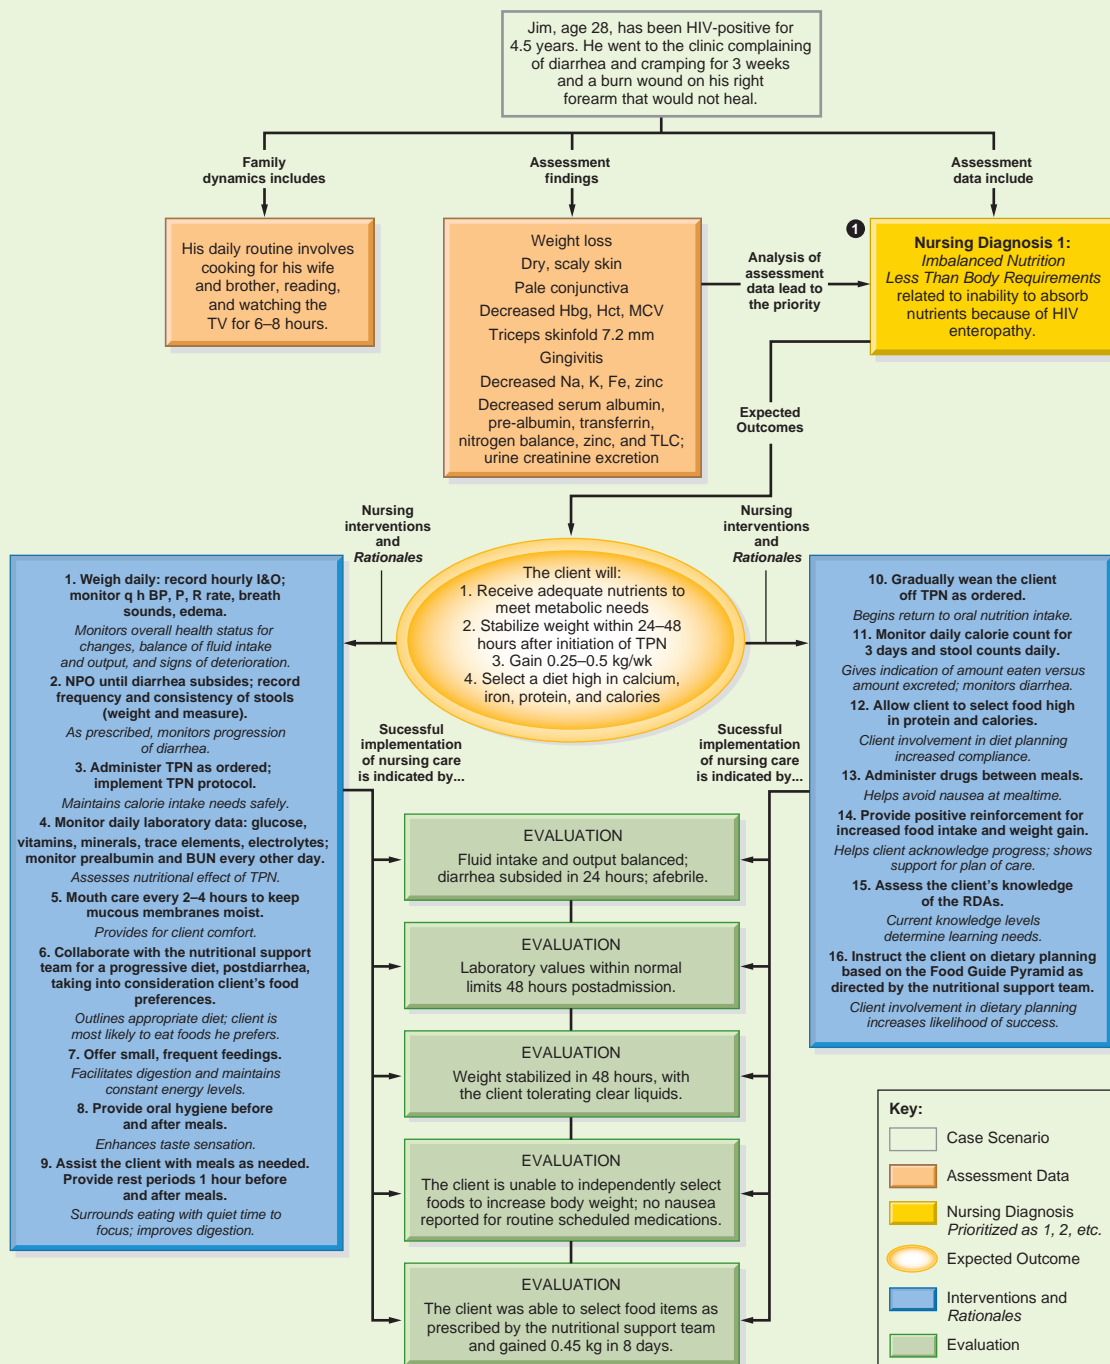 Jim, age 28, has been HIV-positive for
4.5 years. He went to the clinic complaining
of diarrhea and cramping for 3 weeks
and a burn wound on his right
forearm that would not heal.
Family
dynamics includes
Assessment
findings
Assessment
data include
His daily routine involves
cooking for his wife
and brother, reading,
and watching the
TV for 6–8 hours.
Weight loss
Dry, scaly skin
Pale conjunctiva
Decreased Hbg, Hct, MCV
Triceps skinfold 7.2 mm
Gingivitis
Decreased Na, K, Fe, zinc
Decreased serum albumin,
pre-albumin, transferrin,
nitrogen balance, zinc, and TLC;
urine creatinine excretion
Analysis of
assessment
data lead to
the priority
1
Nursing Diagnosis 1:
Imbalanced Nutrition
Less Than Body Requirements
related to inability to absorb
nutrients because of HIV
enteropathy.
Expected
Outcomes
Nursing
interventions
and
Rationales
Nursing
interventions
and
Rationales
The client will:
1. Receive adequate nutrients to
meet metabolic needs
2. Stabilize weight within 24–48
hours after initiation of TPN
3. Gain 0.25–0.5 kg/wk
4. Select a diet high in calcium,
iron, protein, and calories
1. Weigh daily: record hourly I&O;
monitor q h BP, P, R rate, breath
sounds, edema.
Monitors overall health status for
changes, balance of fluid intake
and output, and signs of deterioration.
2. NPO until diarrhea subsides; record
frequency and consistency of stools
(weight and measure).
As prescribed, monitors progression
of diarrhea.
3. Administer TPN as ordered;
implement TPN protocol.
Maintains calorie intake needs safely.
4. Monitor daily laboratory data: glucose,
vitamins, minerals, trace elements, electrolytes;
monitor prealbumin and BUN every other day.
Assesses nutritional effect of TPN.
5. Mouth care every 2–4 hours to keep
mucous membranes moist.
Provides for client comfort.
6. Collaborate with the nutritional support
team for a progressive diet, postdiarrhea,
taking into consideration client's food
preferences.
Outlines appropriate diet; client is
most likely to eat foods he prefers.
7. Offer small, frequent feedings.
Facilitates digestion and maintains
constant energy levels.
8. Provide oral hygiene before
and after meals.
Enhances taste sensation.
9. Assist the client with meals as needed.
Provide rest periods 1 hour before
and after meals.
Surrounds eating with quiet time to
focus; improves digestion.
10. Gradually wean the client
off TPN as ordered.
Begins return to oral nutrition intake.
11. Monitor daily calorie count for
3 days and stool counts daily.
Gives indication of amount eaten versus
amount excreted; monitors diarrhea.
12. Allow client to select food high
in protein and calories.
Client involvement in diet planning
increased compliance.
13. Administer drugs between meals.
Helps avoid nausea at mealtime.
14. Provide positive reinforcement for
increased food intake and weight gain.
Helps client acknowledge progress; shows
support for plan of care.
15. Assess the client's knowledge
of the RDAs.
Current knowledge levels
determine learning needs.
16. Instruct the client on dietary planning
based on the Food Guide Pyramid as
directed by the nutritional support team.
Client involvement in dietary planning
increases likelihood of success.
Sucessful
implementation
of nursing care
is indicated by...
Sucessful
implementation
of nursing care
is indicated by...
EVALUATION
Fluid intake and output balanced;
diarrhea subsided in 24 hours; afebrile.
EVALUATION
Laboratory values within normal
limits 48 hours postadmission.
EVALUATION
Weight stabilized in 48 hours, with
the client tolerating clear liquids.
EVALUATION
The client is unable to independently select
foods to increase body weight; no nausea
reported for routine scheduled medications.
EVALUATION
The client was able to select food items as
prescribed by the nutritional support team
and gained 0.45 kg in 8 days.
Key:
Case Scenario
Assessment Data
Nursing Diagnosis
Prioritized as 1, 2, etc.
Expected Outcome
Interventions and
Rationales
Evaluation